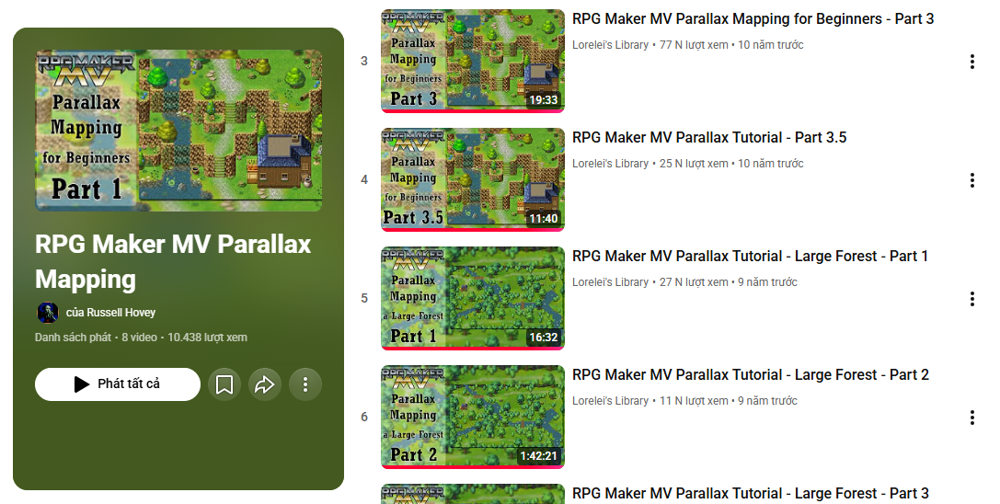 RPG MAKER
MV
Parallax
Mapping
for Beginners
Part 1
RPG Maker MV Parallax
Mapping
của Russell Hovey
Danh sách phát • 8 video • 10.438 lượt xem
Phát tất cả
3
RPG MAKER
MV
Parallax
Mapping
for Beginners
Part 3
19:33
RPG Maker MV Parallax Mapping for Beginners - Part 3
Lorelei's Library • 77 N lượt xem • 10 năm trước
4
RPG MAKER
MV
Parallax
Mapping
for Beginners
Part 3.5
11:40
RPG Maker MV Parallax Tutorial - Part 3.5
Lorelei's Library • 25 N lượt xem • 10 năm trước
5
RPG MAKER
MV
Parallax
Mapping
a Large Forest
Part 1
16:32
RPG Maker MV Parallax Tutorial - Large Forest - Part 1
Lorelei's Library • 27 N lượt xem • 9 năm trước
6
RPG MAKER
MV
Parallax
Mapping
a Large Forest
Part 2
1:42:21
RPG Maker MV Parallax Tutorial - Large Forest - Part 2
Lorelei's Library • 11 N lượt xem • 9 năm trước
RPG MAKER
RPG Maker MV Parallax Tutorial - Large Forest - Part 3